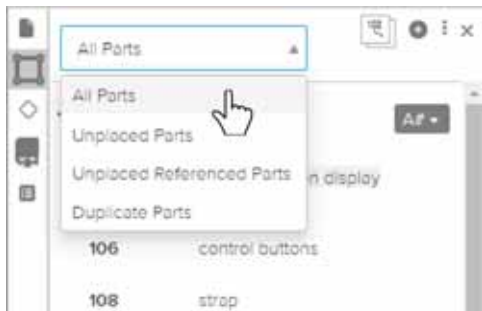 All Parts
All Parts
Unplaced Parts
Unplaced Referenced Parts
n display
Duplicate Parts
106 control buttons
108 strap